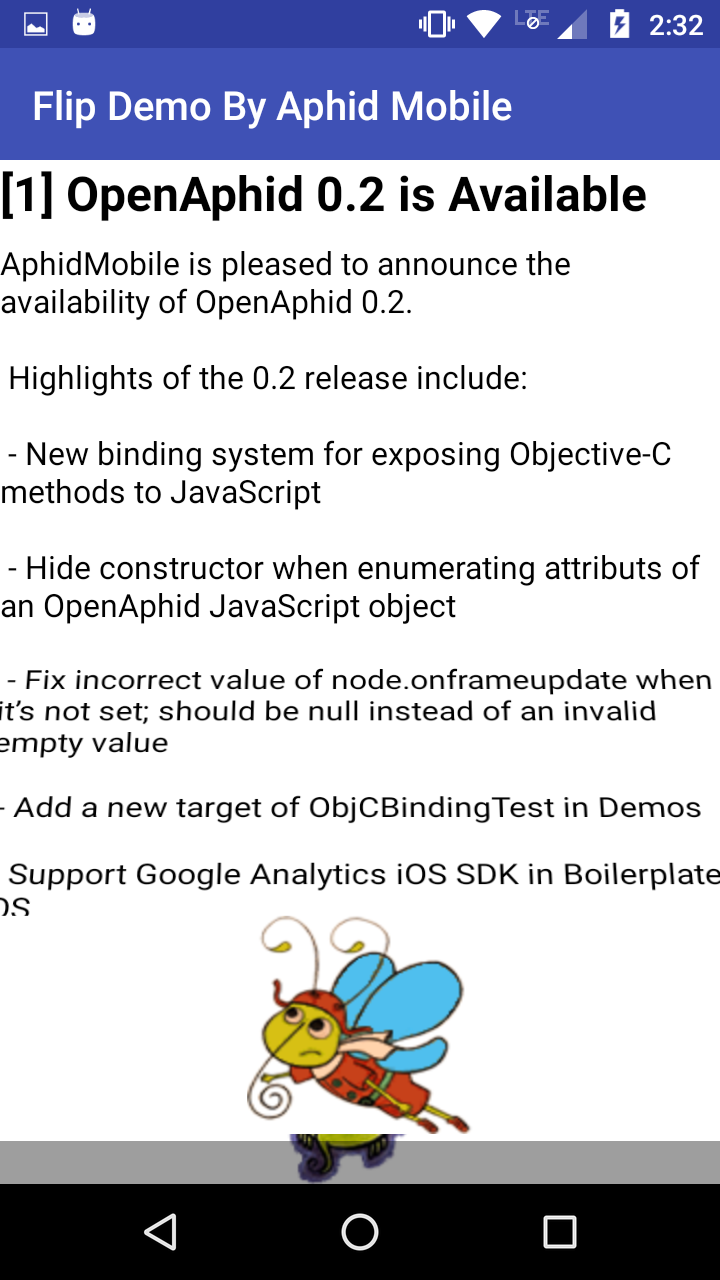 LTE 2:32
Flip Demo By Aphid Mobile
[1] OpenAphid 0.2 is Available
AphidMobile is pleased to announce the
availability of OpenAphid 0.2.
Highlights of the 0.2 release include:
- New binding system for exposing Objective-C
methods to JavaScript
- Hide constructor when enumerating attributs of
an OpenAphid JavaScript object
- Fix incorrect value of node.onframeupdate when
it's not set; should be null instead of an invalid
empty value
- Add a new target of ObjCBindingTest in Demos
Support Google Analytics iOS SDK in Boilerplate